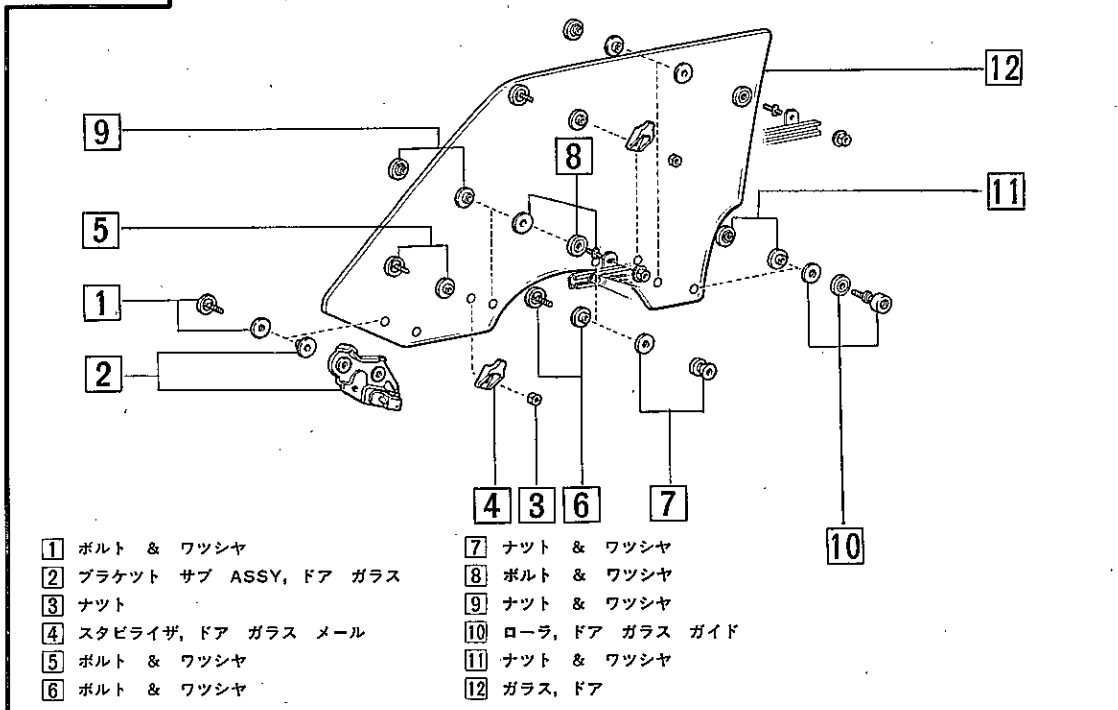 12
9
8
11
5
1
2
4
3
6
7
10
1 ボルト & ワツシヤ
2 ブラケット サブ ASSY, ドア ガラス
3 ナツト
4 スタビライザ, ドア ガラス メール
5 ボルト & ワツシヤ
6 ボルト & ワツシヤ
7 ナツト & ワツシヤ
8 ボルト & ワツシヤ
9 ナツト & ワツシヤ
10 ローラ, ドア ガラス ガイド
11 ナツト & ワツシヤ
12 ガラス, ドア